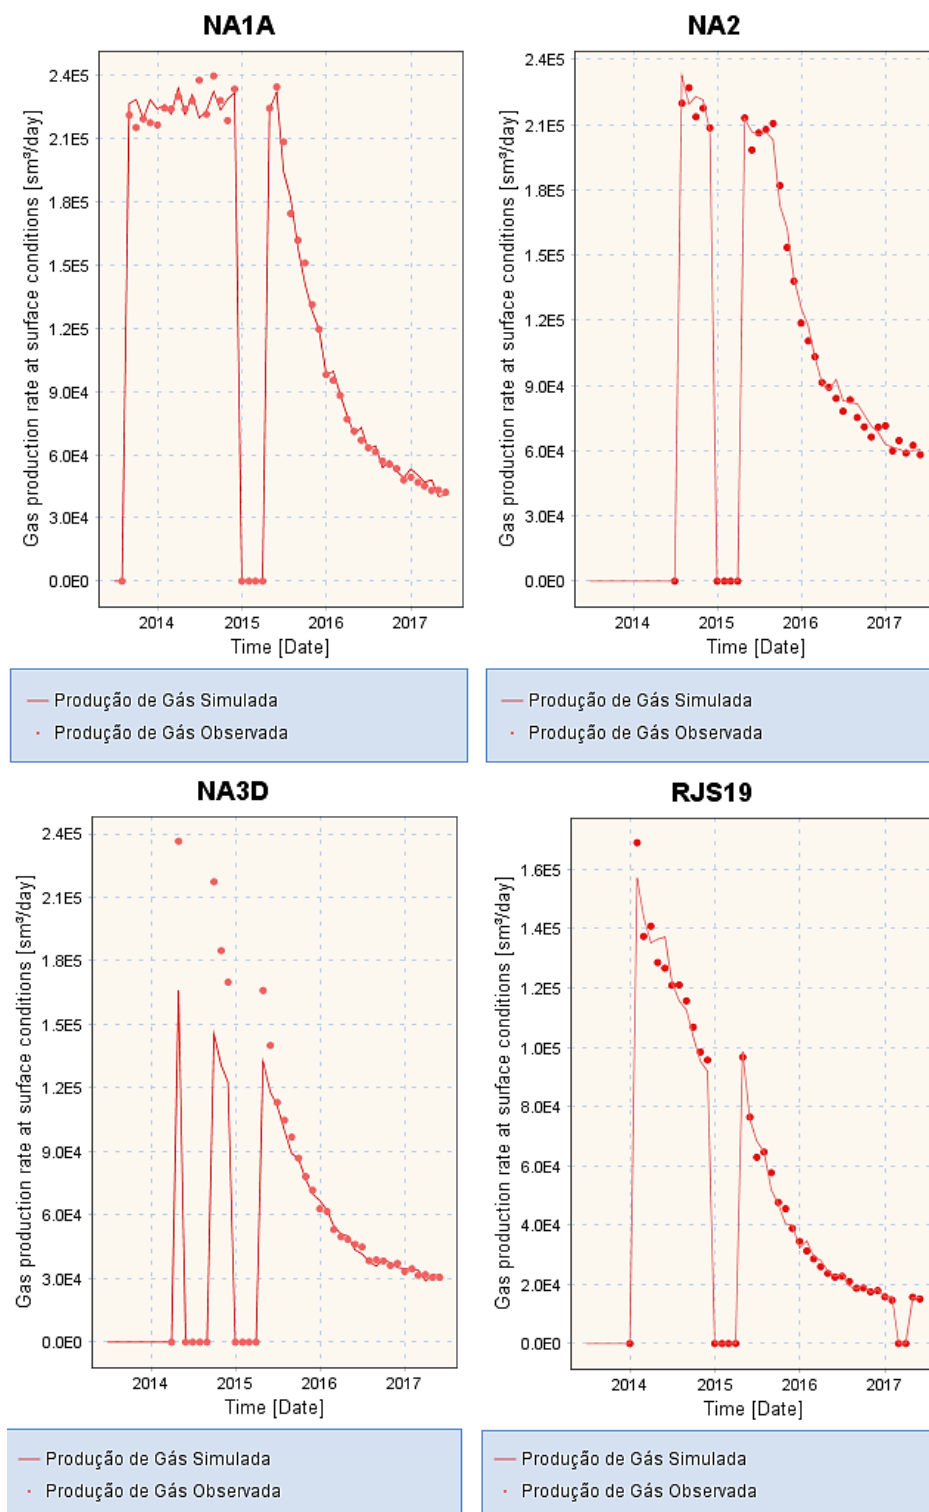 NA1A
Gas production rate at surface conditions [sm³/day]
2.4E5
2.1E5
1.8E5
1.5E5
1.2E5
9.0E4
6.0E4
3.0E4
0.0E0
2014 2015 2016 2017
Time [Date]
Produção de Gás Simulada
Produção de Gás Observada
NA2
Gas production rate at surface conditions [sm³/day]
2.4E5
2.1E5
1.8E5
1.5E5
1.2E5
9.0E4
6.0E4
3.0E4
0.0E0
2014 2015 2016 2017
Time [Date]
Produção de Gás Simulada
Produção de Gás Observada
NA3D
Gas production rate at surface conditions [sm³/day]
2.4E5
2.1E5
1.8E5
1.5E5
1.2E5
9.0E4
6.0E4
3.0E4
0.0E0
2014 2015 2016 2017
Time [Date]
Produção de Gás Simulada
Produção de Gás Observada
RJS19
Gas production rate at surface conditions [sm³/day]
1.6E5
1.4E5
1.2E5
1.0E5
8.0E4
6.0E4
4.0E4
2.0E4
0.0E0
2014 2015 2016 2017
Time [Date]
Produção de Gás Simulada
Produção de Gás Observada